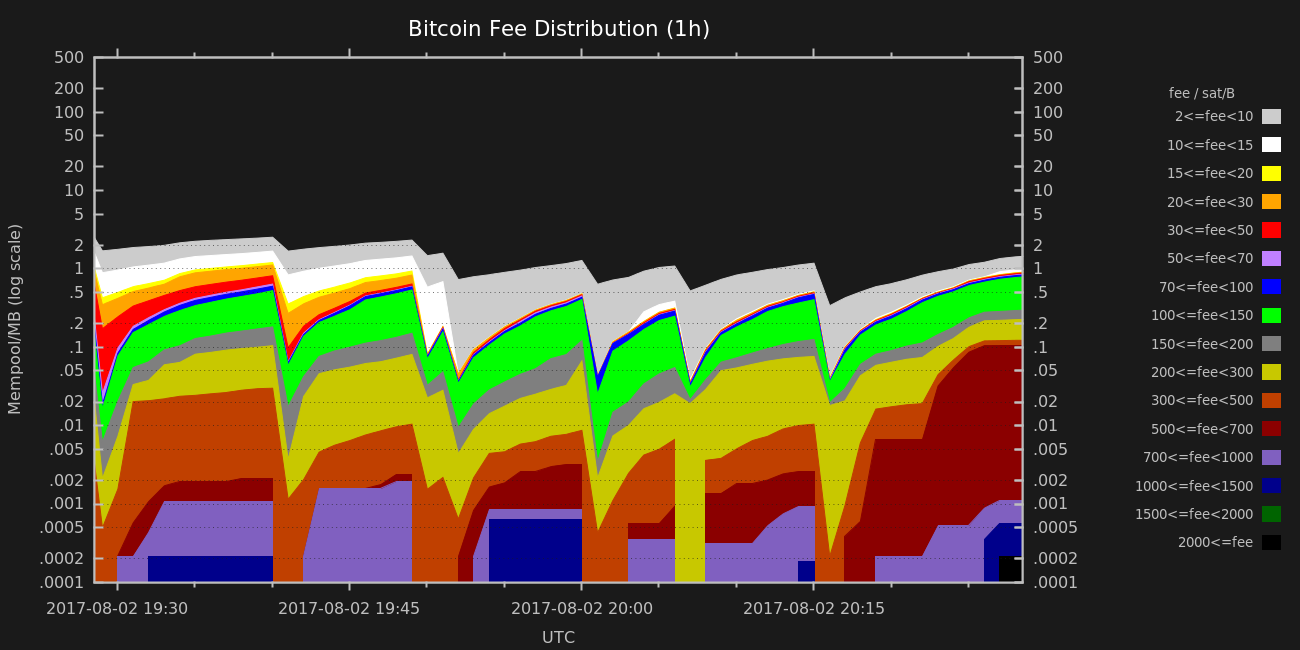 Bitcoin Fee Distribution (1h)
Mempool/MB (log scale)
500
200
100
50
20
10
5
2
1
.5
.2
.1
.05
.02
.01
.005
.002
.001
.0005
.0002
.0001
500
200
100
50
20
10
5
2
1
.5
.2
.1
.05
.02
.01
.005
.002
.001
.0005
.0002
.0001
2017-08-02 19:30
2017-08-02 19:45
2017-08-02 20:00
2017-08-02 20:15
UTC
fee / sat/B
2<=fee<10
10<=fee<15
15<=fee<20
20<=fee<30
30<=fee<50
50<=fee<70
70<=fee<100
100<=fee<150
150<=fee<200
200<=fee<300
300<=fee<500
500<=fee<700
700<=fee<1000
1000<=fee<1500
1500<=fee<2000
2000<=fee